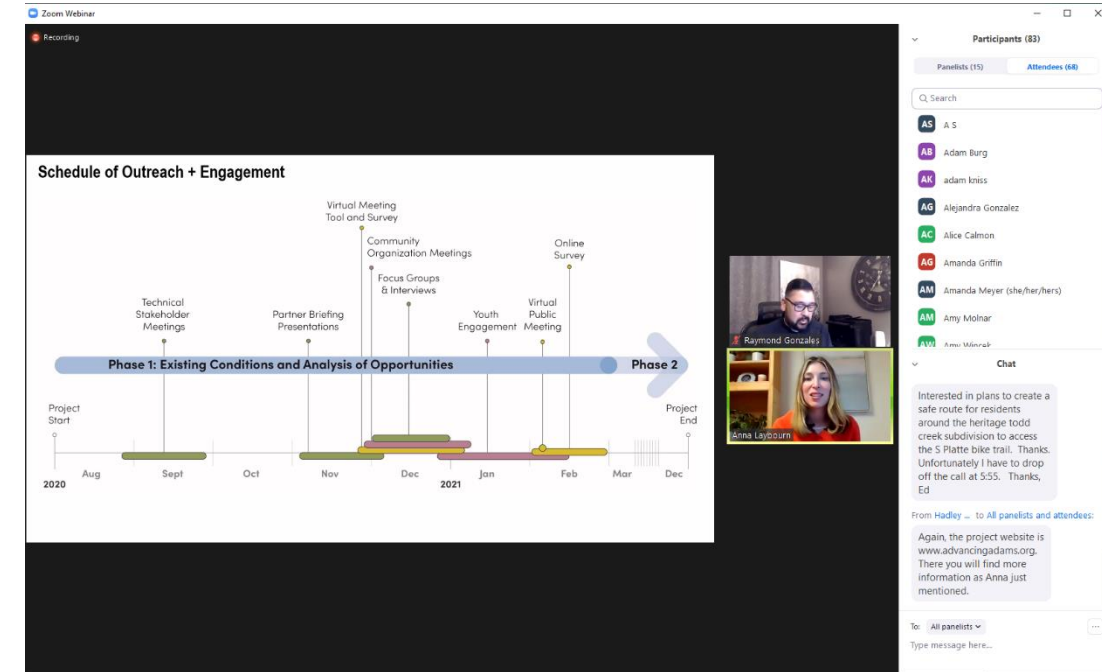 Zoom Webinar
Recording
Schedule of Outreach + Engagement
Virtual Meeting
Tool and Survey
Community
Organization Meetings
Focus Groups
& Interviews
Online
Survey
Technical
Stakeholder
Meetings
Partner Briefing
Presentations
Youth
Engagement
Virtual
Public
Meeting
Phase 1: Existing Conditions and Analysis of Opportunities
Phase 2
Project
Start
Project
End
Aug
Sept
Oct
Nov
Dec
Jan
Feb
Mar
Dec
2020
2021
Raymond Gonzales
Anna Laybourn
Participants (83)
Panelists (15)
Attendees (68)
Search
AS A S
AB Adam Burg
AK adam kniss
AG Alejandra Gonzalez
AC Alice Calmon
AG Amanda Griffin
AM Amanda Meyer (she/her/hers)
AM Amy Molnar
AW Amy Wincek
Chat
Interested in plans to create a
safe route for residents
around the heritage todd
creek subdivision to access
the S Platte bike trail. Thanks.
Unfortunately I have to drop
off the call at 5:55. Thanks,
Ed
From Hadley ... to All panelists and attendees:
Again, the project website is
www.advancingadams.org.
There you will find more
information as Anna just
mentioned.
To: All panelists
Type message here...